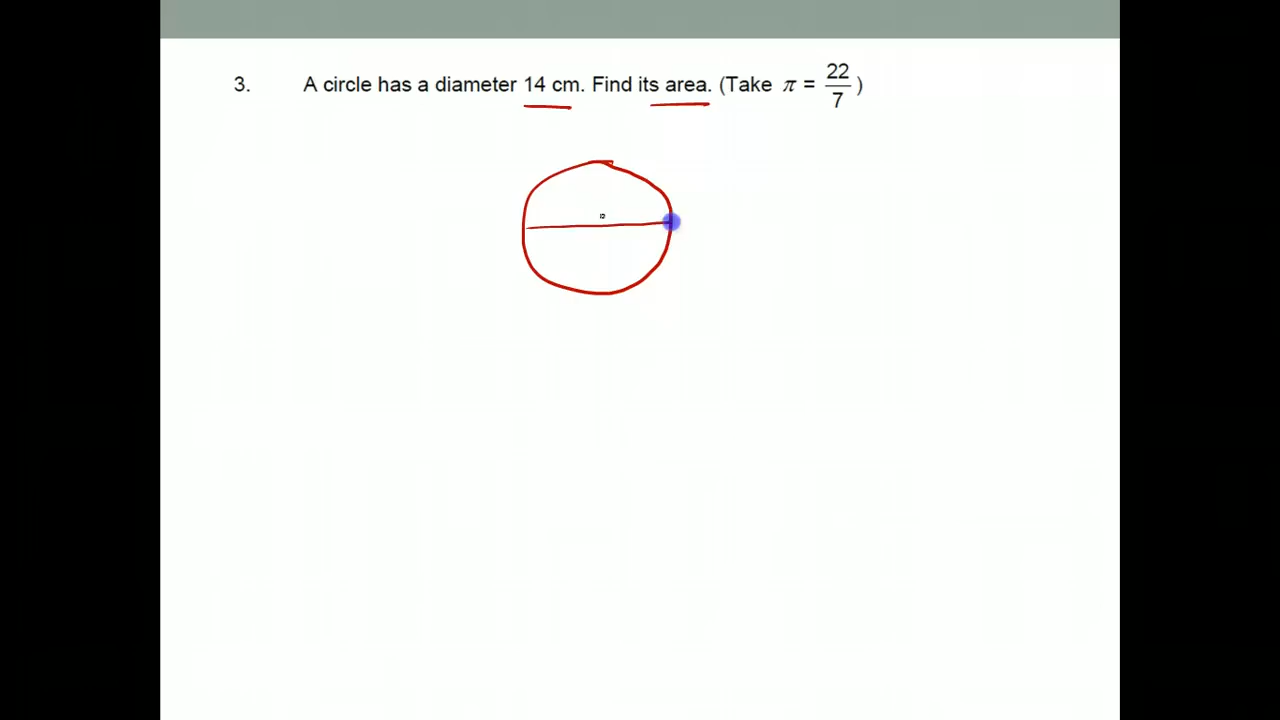 3. A circle has a diameter 14 cm. Find its area. (Take π = 22/7)